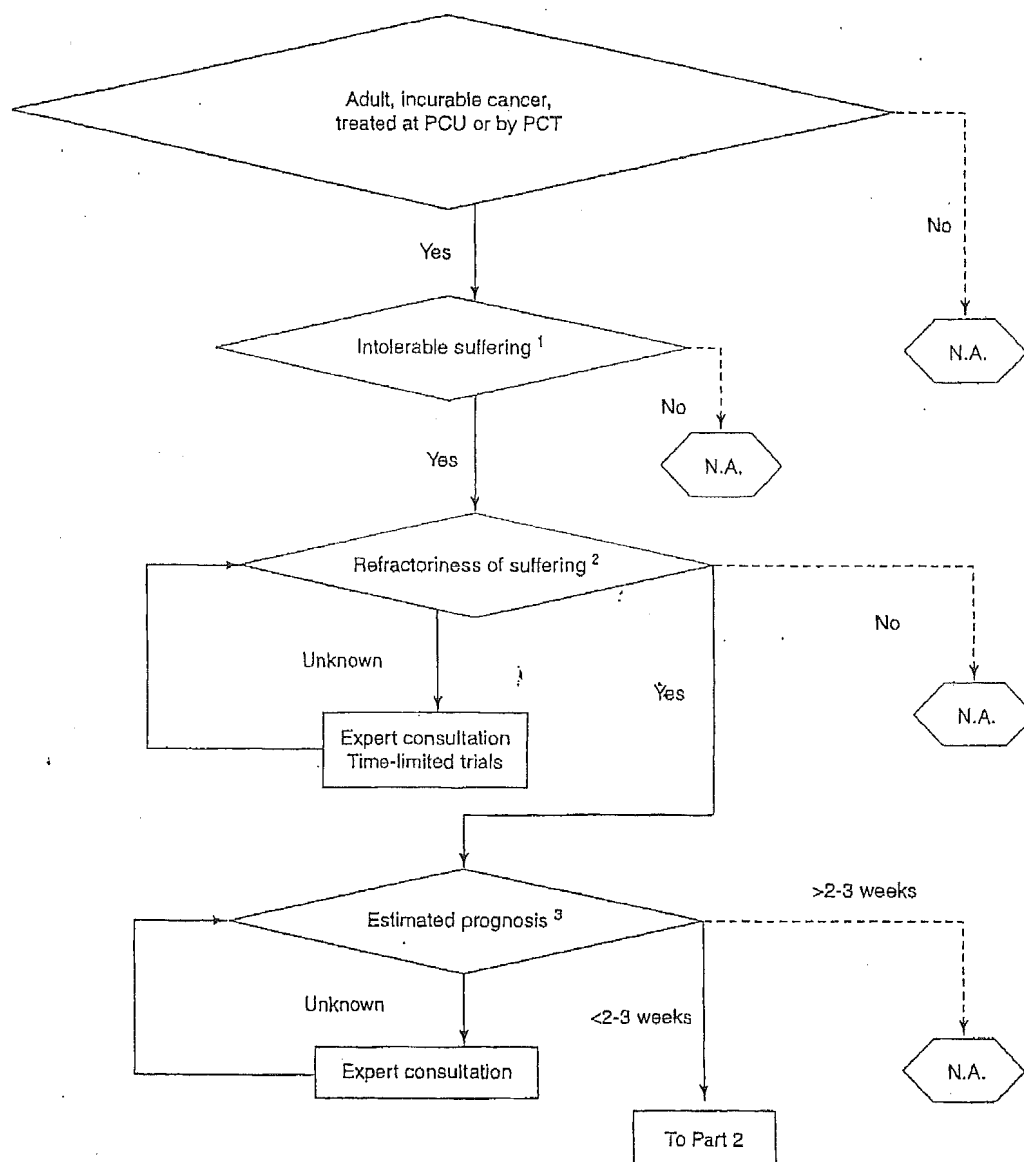 Adult, incurable cancer,
treated at PCU or by PCT
No
Yes
N.A.
Intolerable suffering 1
No
Yes
N.A.
Refractoriness of suffering 2
No
Unknown
Yes
N.A.
Expert consultation
Time-limited trials
>2-3 weeks
Estimated prognosis 3
Unknown
<2-3 weeks
Expert consultation
N.A.
To Part 2